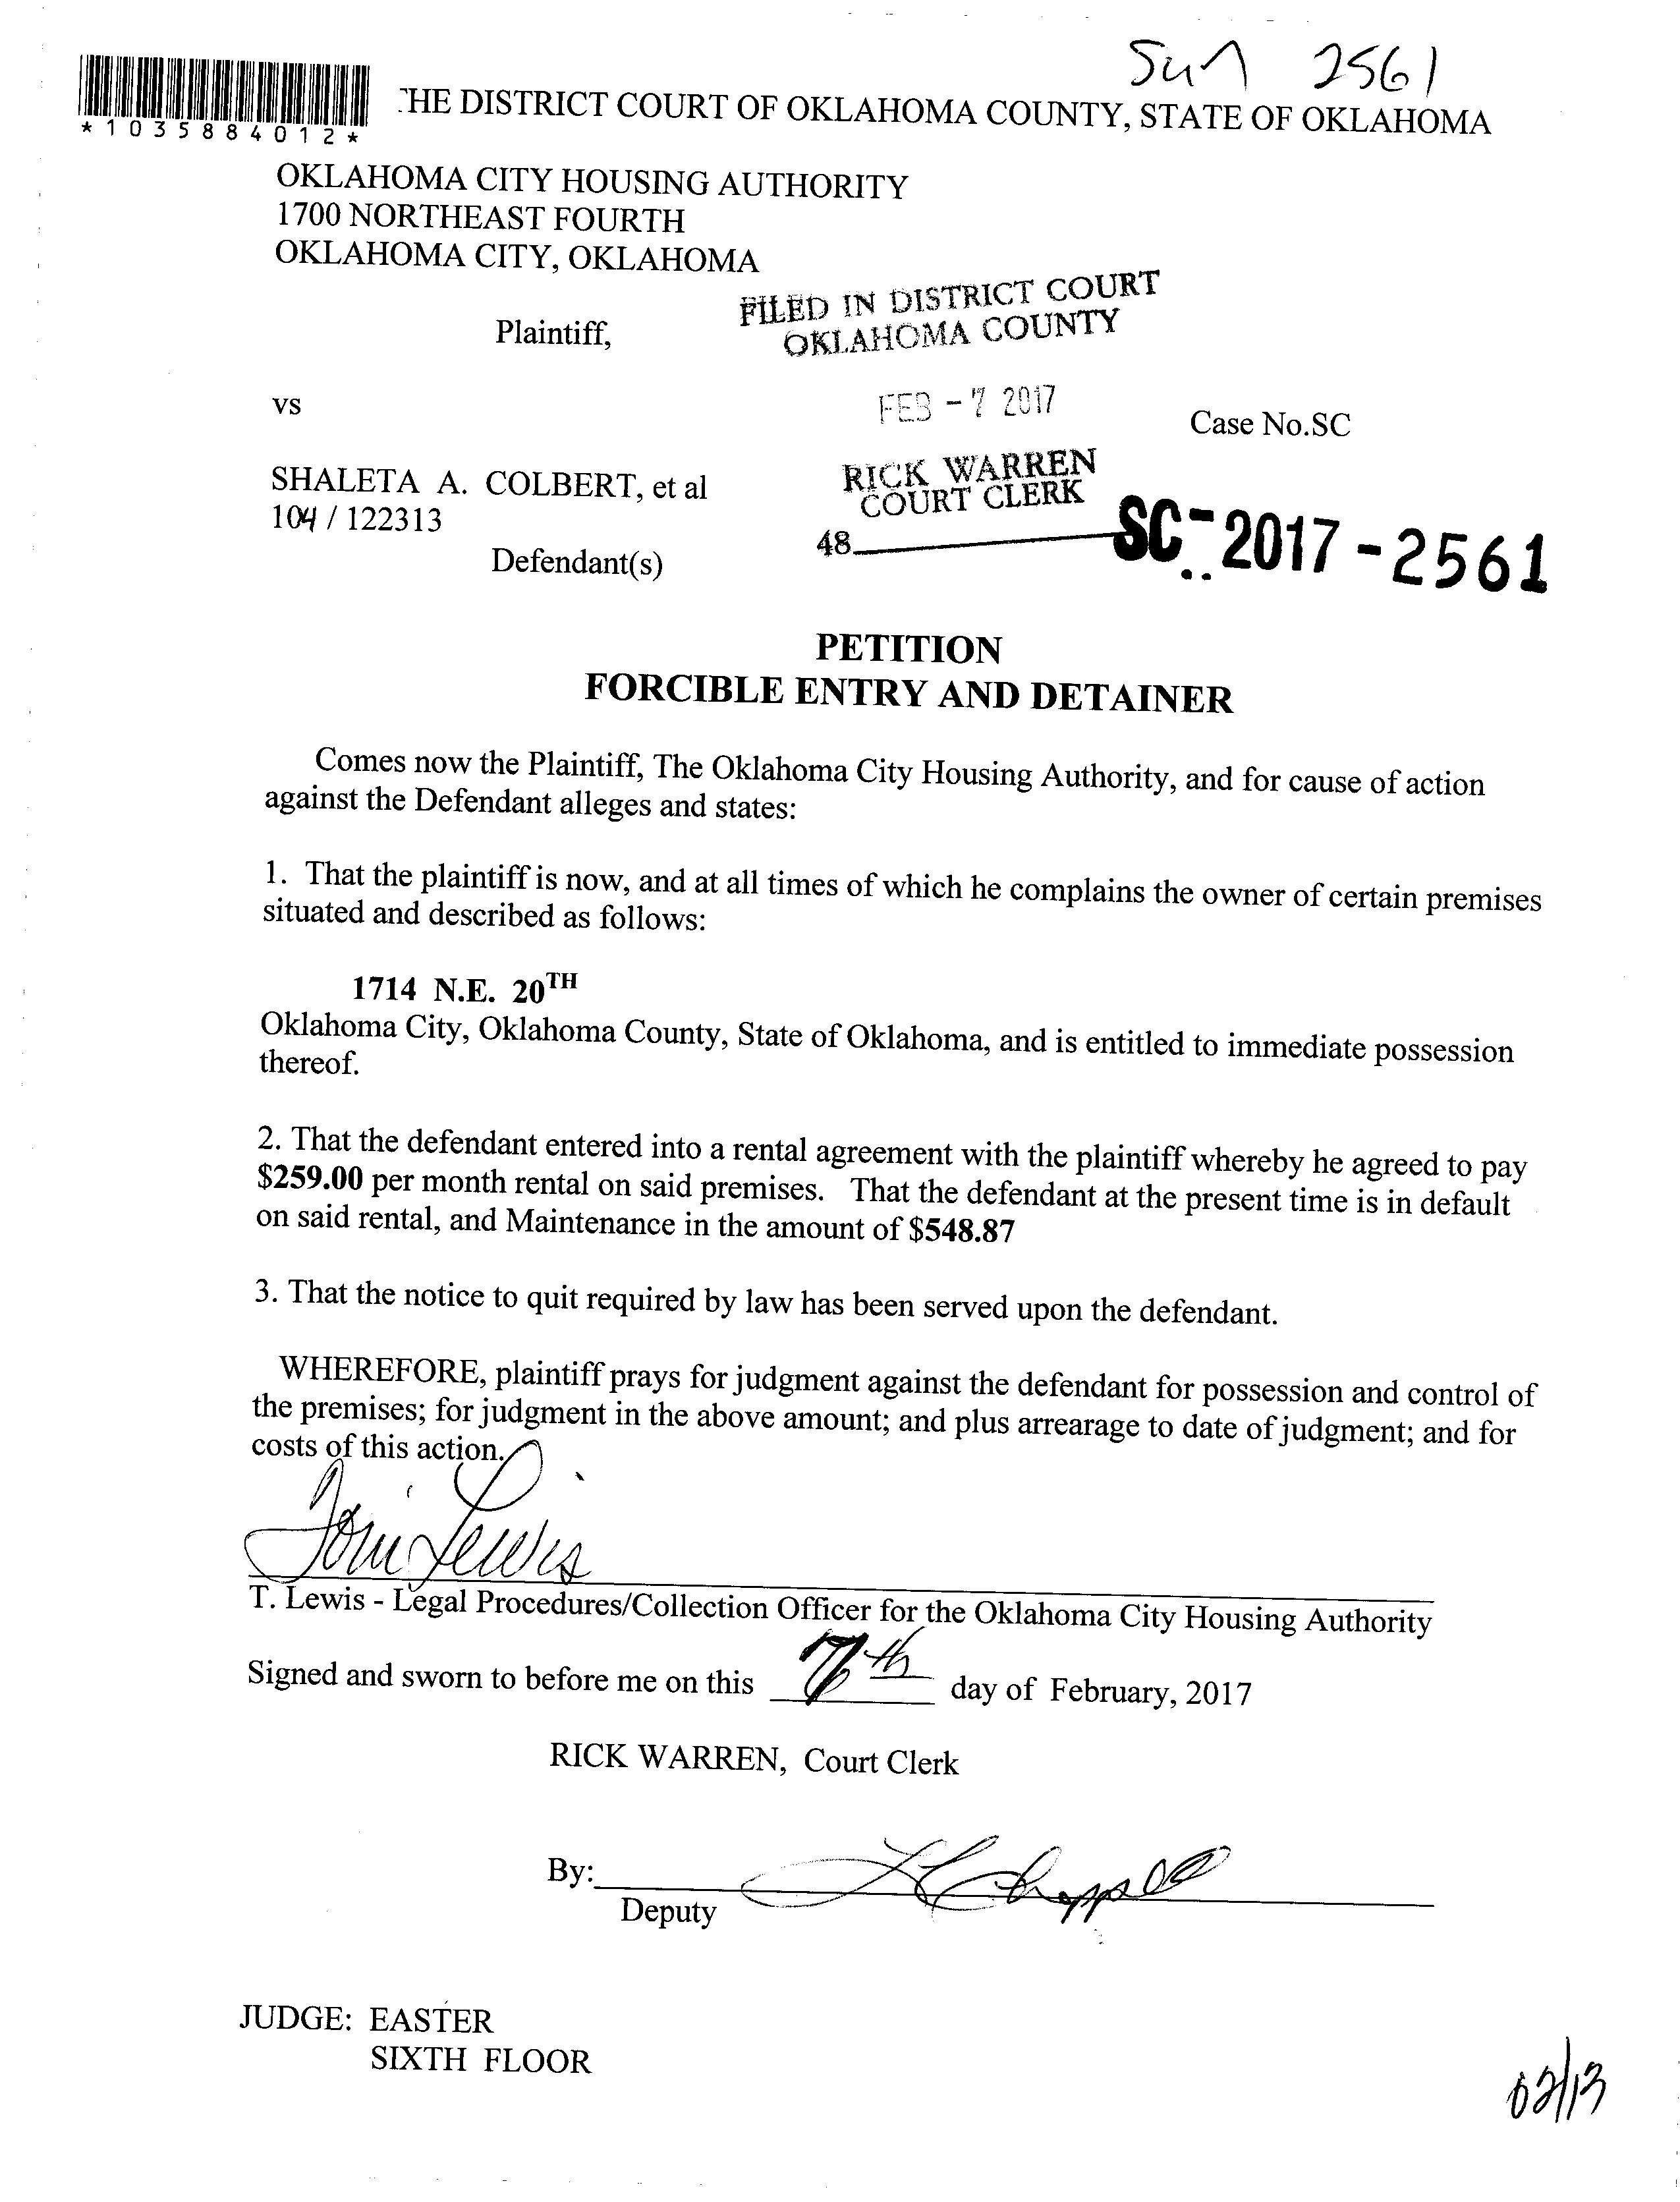 Sun 2561
*1035884012*
THE DISTRICT COURT OF OKLAHOMA COUNTY, STATE OF OKLAHOMA
OKLAHOMA CITY HOUSING AUTHORITY
1700 NORTHEAST FOURTH
OKLAHOMA CITY, OKLAHOMA
FILED IN DISTRICT COURT
OKLAHOMA COUNTY
Plaintiff,
vs
FEB - 7 2017
Case No.SC
SHALETA A. COLBERT, et al
104 / 122313
RICK WARREN
COURT CLERK
48
SC-2017-2561
Defendant(s)
PETITION
FORCIBLE ENTRY AND DETAINER
Comes now the Plaintiff, The Oklahoma City Housing Authority, and for cause of action
against the Defendant alleges and states:
1. That the plaintiff is now, and at all times of which he complains the owner of certain premises
situated and described as follows:
1714 N.E. 20TH
Oklahoma City, Oklahoma County, State of Oklahoma, and is entitled to immediate possession
thereof.
2. That the defendant entered into a rental agreement with the plaintiff whereby he agreed to pay
$259.00 per month rental on said premises. That the defendant at the present time is in default
on said rental, and Maintenance in the amount of $548.87
3. That the notice to quit required by law has been served upon the defendant.
WHEREFORE, plaintiff prays for judgment against the defendant for possession and control of
the premises; for judgment in the above amount; and plus arrearage to date of judgment; and for
costs of this action.
Toni Lewis
T. Lewis - Legal Procedures/Collection Officer for the Oklahoma City Housing Authority
Signed and sworn to before me on this 7th day of February, 2017
RICK WARREN, Court Clerk
By:
Deputy
JUDGE: EASTER
SIXTH FLOOR
02/13